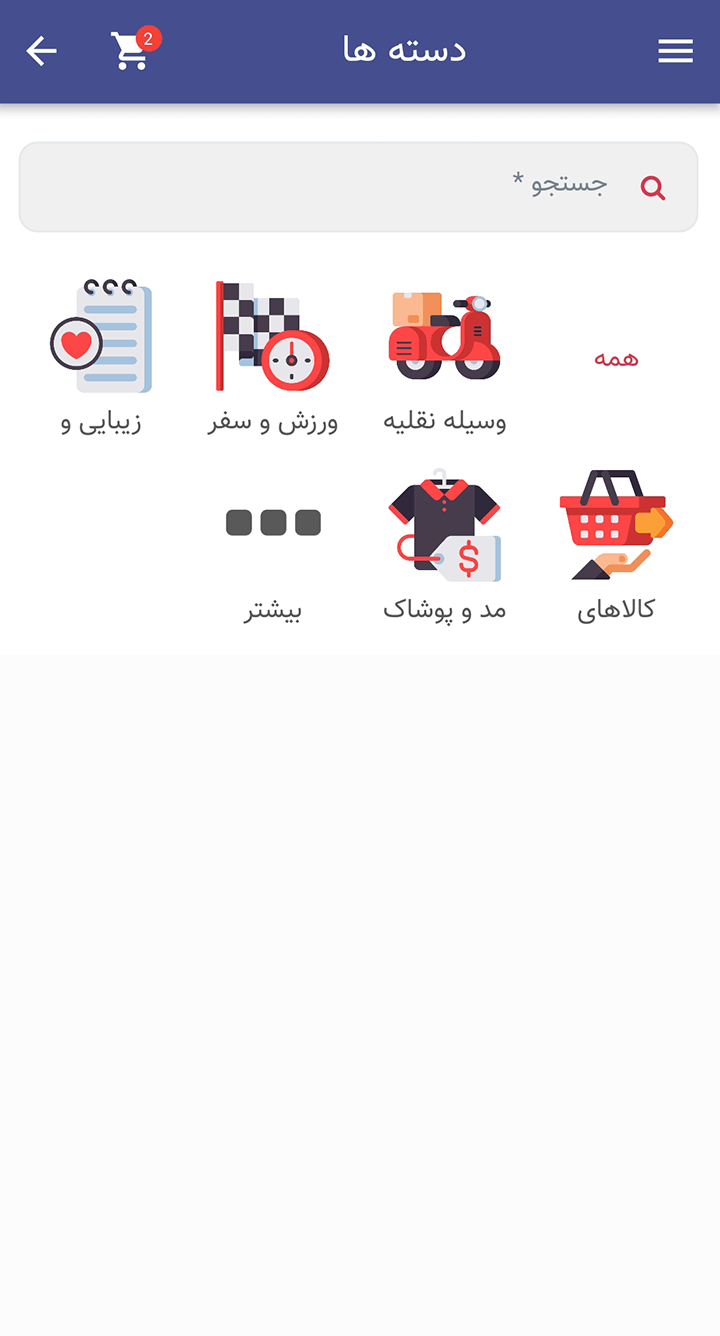 دسته ها
2
جستجو *
همه
وسیله نقلیه
ورزش و سفر
زیبایی و
کالاهای
مد و پوشاک
$
بیشتر